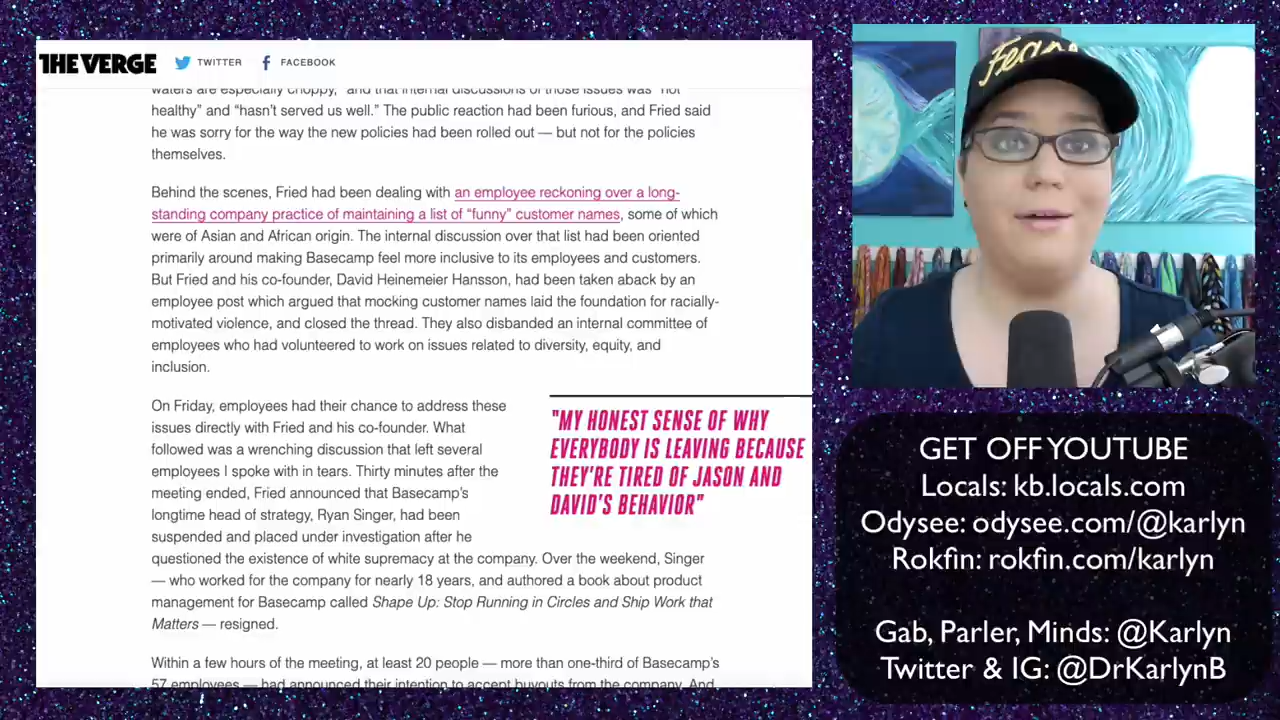 THE VERGE
TWITTER
FACEBOOK
waters are especially choppy," and that internal discussions of those issues was "not
healthy" and "hasn't served us well." The public reaction had been furious, and Fried said
he was sorry for the way the new policies had been rolled out — but not for the policies
themselves.
Behind the scenes, Fried had been dealing with an employee reckoning over a long-
standing company practice of maintaining a list of "funny" customer names, some of which
were of Asian and African origin. The internal discussion over that list had been oriented
primarily around making Basecamp feel more inclusive to its employees and customers.
But Fried and his co-founder, David Heinemeier Hansson, had been taken aback by an
employee post which argued that mocking customer names laid the foundation for racially-
motivated violence, and closed the thread. They also disbanded an internal committee of
employees who had volunteered to work on issues related to diversity, equity, and
inclusion.
On Friday, employees had their chance to address these
issues directly with Fried and his co-founder. What
followed was a wrenching discussion that left several
employees I spoke with in tears. Thirty minutes after the
meeting ended, Fried announced that Basecamp's
longtime head of strategy, Ryan Singer, had been
suspended and placed under investigation after he
questioned the existence of white supremacy at the company. Over the weekend, Singer
— who worked for the company for nearly 18 years, and authored a book about product
management for Basecamp called Shape Up: Stop Running in Circles and Ship Work that
Matters — resigned.
Within a few hours of the meeting, at least 20 people — more than one-third of Basecamp's
57 employees — had announced their intention to accept buyouts from the company. And
"MY HONEST SENSE OF WHY
EVERYBODY IS LEAVING BECAUSE
THEY'RE TIRED OF JASON AND
DAVID'S BEHAVIOR"
GET OFF YOUTUBE
Locals: kb.locals.com
Odysee: odysee.com/@karlyn
Rokfin: rokfin.com/karlyn
Gab, Parler, Minds: @Karlyn
Twitter & IG: @DrKarlynB